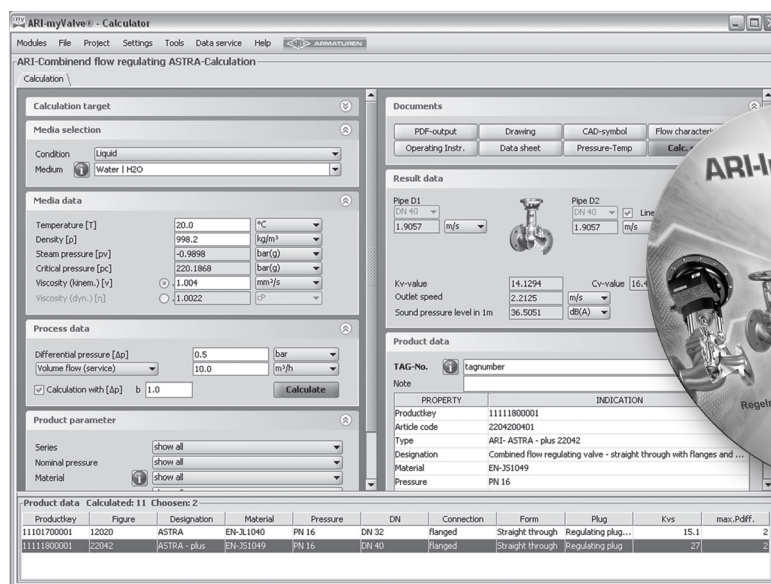 ARI-myValve® - Calculator
Modules File Project Settings Tools Data service Help ARI ARMATUREN
ARI-Combinend flow regulating ASTRA-Calculation
Calculation
Calculation target
Media selection
Condition Liquid
Medium Water | H2O
Media data
Temperature [T] 20.0 °C
Density [ρ] 998.2 kg/m³
Steam pressure [pv] -0.9898 bar(g)
Critical pressure [pc] 220.1868 bar(g)
Viscosity (kinem.) [ν] 1.004 mm²/s
Viscosity (dyn.) [η] 1.0022 cP
Process data
Differential pressure [Δp] 0.5 bar
Volume flow (service) 10.0 m³/h
Calculation with [Δp] b 1.0 Calculate
Product parameter
Series show all
Nominal pressure show all
Material show all
Documents
PDF-output Drawing CAD-symbol Flow characteri
Operating Instr. Data sheet Pressure-Temp Calc.
Result data
Pipe D1 Pipe D2
DN 40 DN 40 Line
1.9057 m/s 1.9057 m/s
Kv-value 14.1294 Cv-value 16.4
Outlet speed 2.2125 m/s
Sound pressure level in 1m 36.5051 dB(A)
Product data
TAG-No. tagnumber
Note
PROPERTY INDICATION
Productkey 11111800001
Article code 2204200401
Type ARI- ASTRA - plus 22042
Designation Combined flow regulating valve - straight through with flanges and ...
Material EN-JS1049
Pressure PN 16
ARI-I
Regel
Product data Calculated: 11 Choosen: 2
Productkey Figure Designation Material Pressure DN Connection Form Plug Kvs max.Pdiff.
11101700001 12020 ASTRA EN-JL1040 PN 16 DN 32 flanged Straight through Regulating plug... 15.1 2
11111800001 22042 ASTRA - plus EN-JS1049 PN 16 DN 40 flanged Straight through Regulating plug 27 2